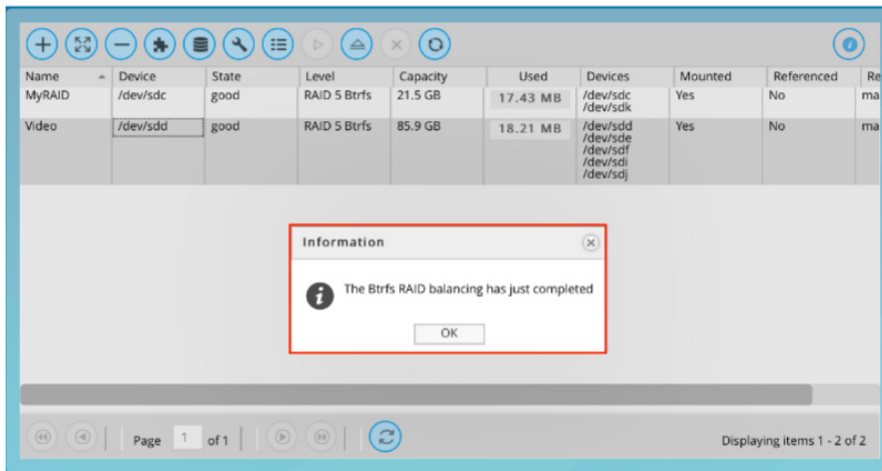 Name Device State Level Capacity Used Devices Mounted Referenced Re
MyRAID /dev/sdc good RAID 5 Btrfs 21.5 GB 17.43 MB /dev/sdc Yes No ma
/dev/sdk
Video /dev/sdd good RAID 5 Btrfs 85.9 GB 18.21 MB /dev/sdd Yes No ma
/dev/sde
/dev/sdf
/dev/sdi
/dev/sdj
Information
The Btrfs RAID balancing has just completed
OK
Page 1 of 1 Displaying items 1 - 2 of 2